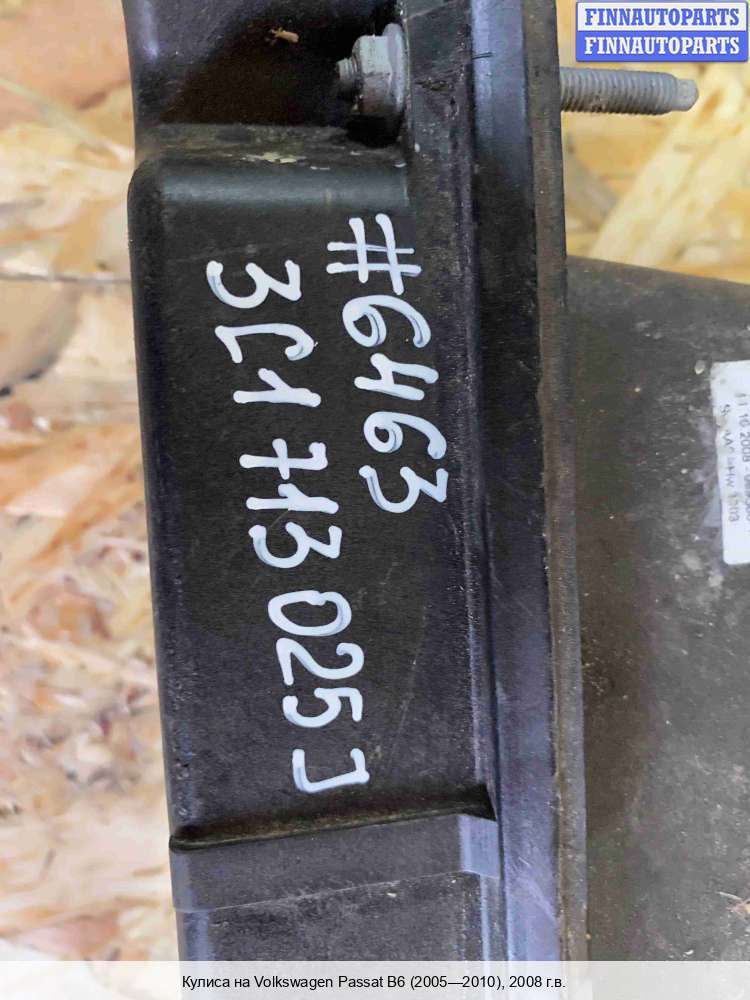 FINNAUTOPARTS
FINNAUTOPARTS
#6463
3C1 713 025 J
Кулиса на Volkswagen Passat B6 (2005—2010), 2008 г.в.